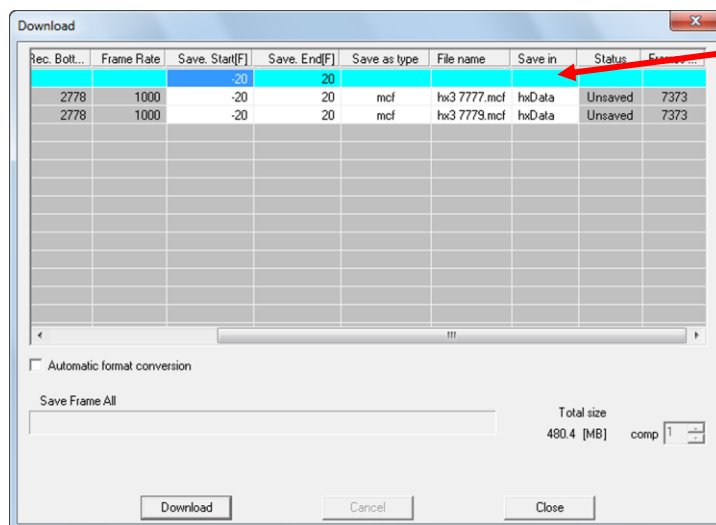 Download
Rec. Bott... Frame Rate Save. Start[F] Save. End[F] Save as type File name Save in Status Frames ...
-20 20
2778 1000 -20 20 mcf hx3 7777.mcf hxData Unsaved 7373
2778 1000 -20 20 mcf hx3 7779.mcf hxData Unsaved 7373
Automatic format conversion
Save Frame All
Total size
480.4 [MB] comp 1
Download Cancel Close